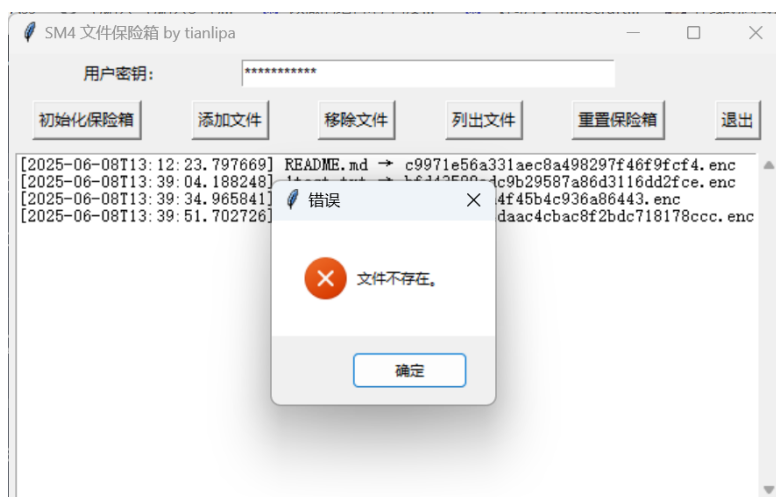 SM4 文件保险箱 by tianlipa
用户密钥: ***********
初始化保险箱 添加文件 移除文件 列出文件 重置保险箱 退出
[2025-06-08T13:12:23.797669] README.md → c9971e56a331aec8a498297f46f9fcf4.enc
[2025-06-08T13:39:04.188248]
[2025-06-08T13:39:34.965841] 4f45b4c936a86443.enc
[2025-06-08T13:39:51.702726] daac4cbac8f2bdc718178ccc.enc
错误
文件不存在。
确定